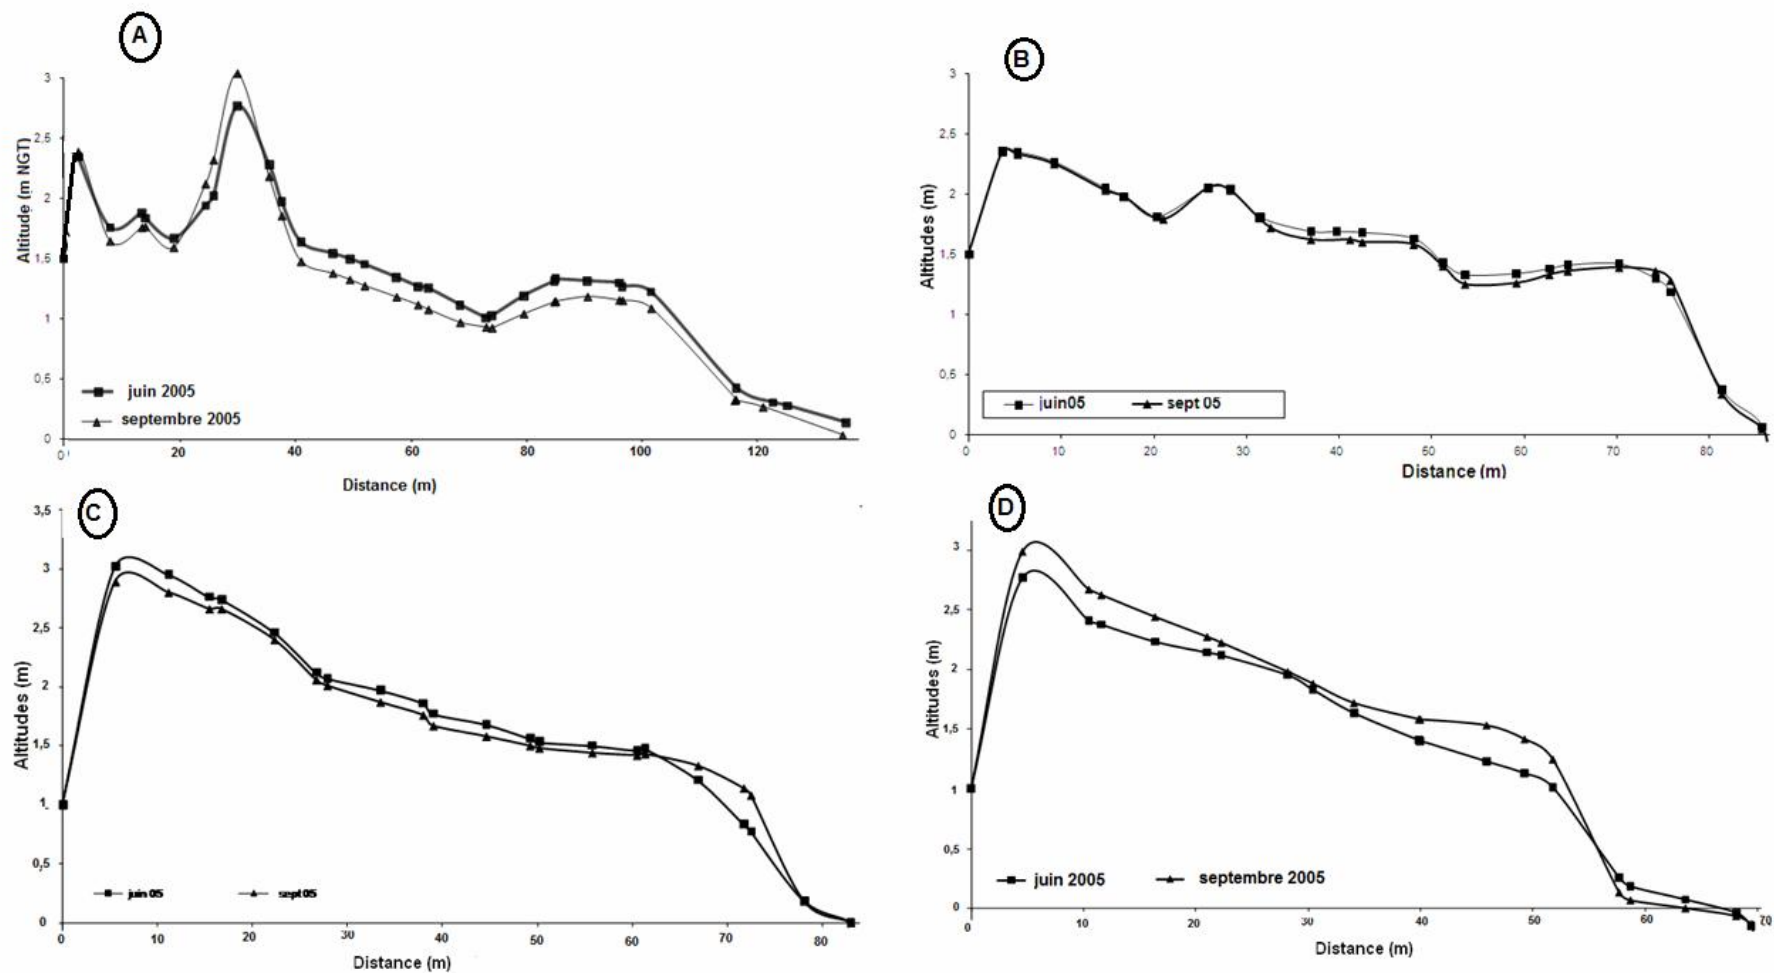 A
3
2,5
2
1,5
1
0,5
0
Altitude (m NGT)
juin 2005
septembre 2005
0 20 40 60 80 100 120
Distance (m)
B
3
2,5
2
1,5
1
0,5
0
Altitudes (m)
juin05 sept 05
0 10 20 30 40 50 60 70 80
Distance (m)
C
3,5
3
2,5
2
1,5
1
0,5
0
Altitudes (m)
juin 05 sept05
0 10 20 30 40 50 60 70 80
Distance (m)
D
3
2,5
2
1,5
1
0,5
0
Altitudes (m)
juin 2005 septembre 2005
0 10 20 30 40 50 60 70
Distance (m)